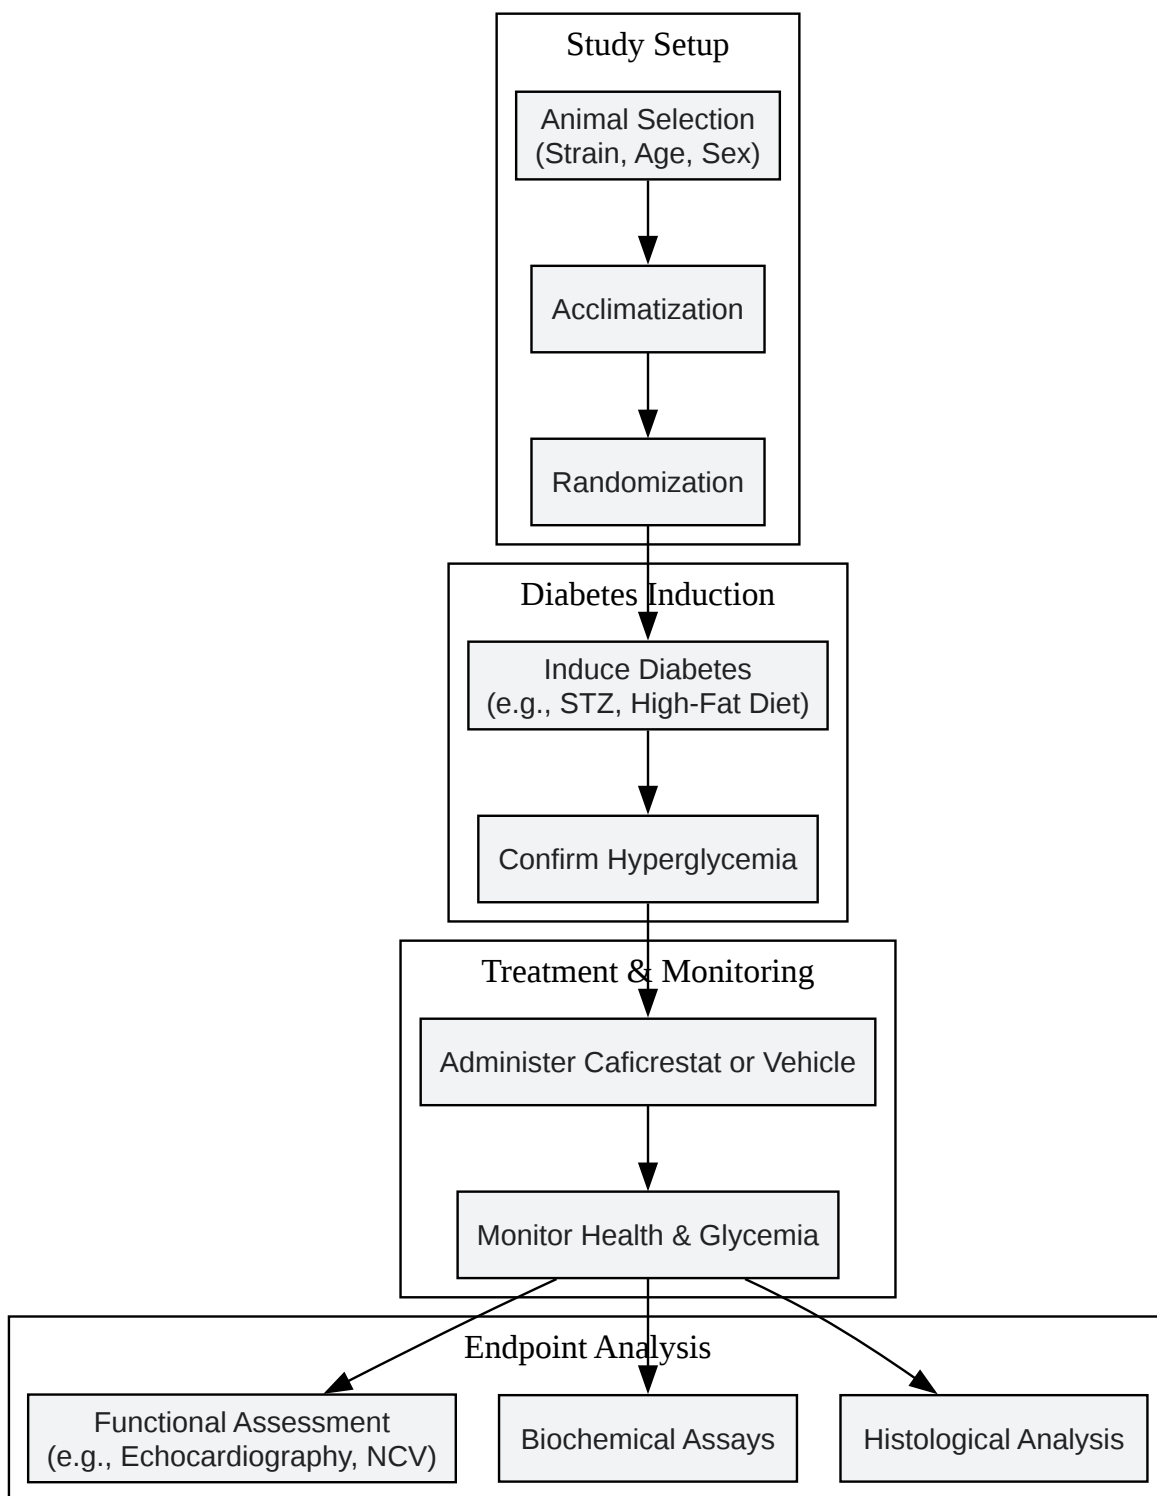 Study Setup
Animal Selection
(Strain, Age, Sex)
Acclimatization
Randomization
Diabetes Induction
Induce Diabetes
(e.g., STZ, High-Fat Diet)
Confirm Hyperglycemia
Treatment & Monitoring
Administer Caficrestat or Vehicle
Monitor Health & Glycemia
Endpoint Analysis
Functional Assessment
(e.g., Echocardiography, NCV)
Biochemical Assays
Histological Analysis